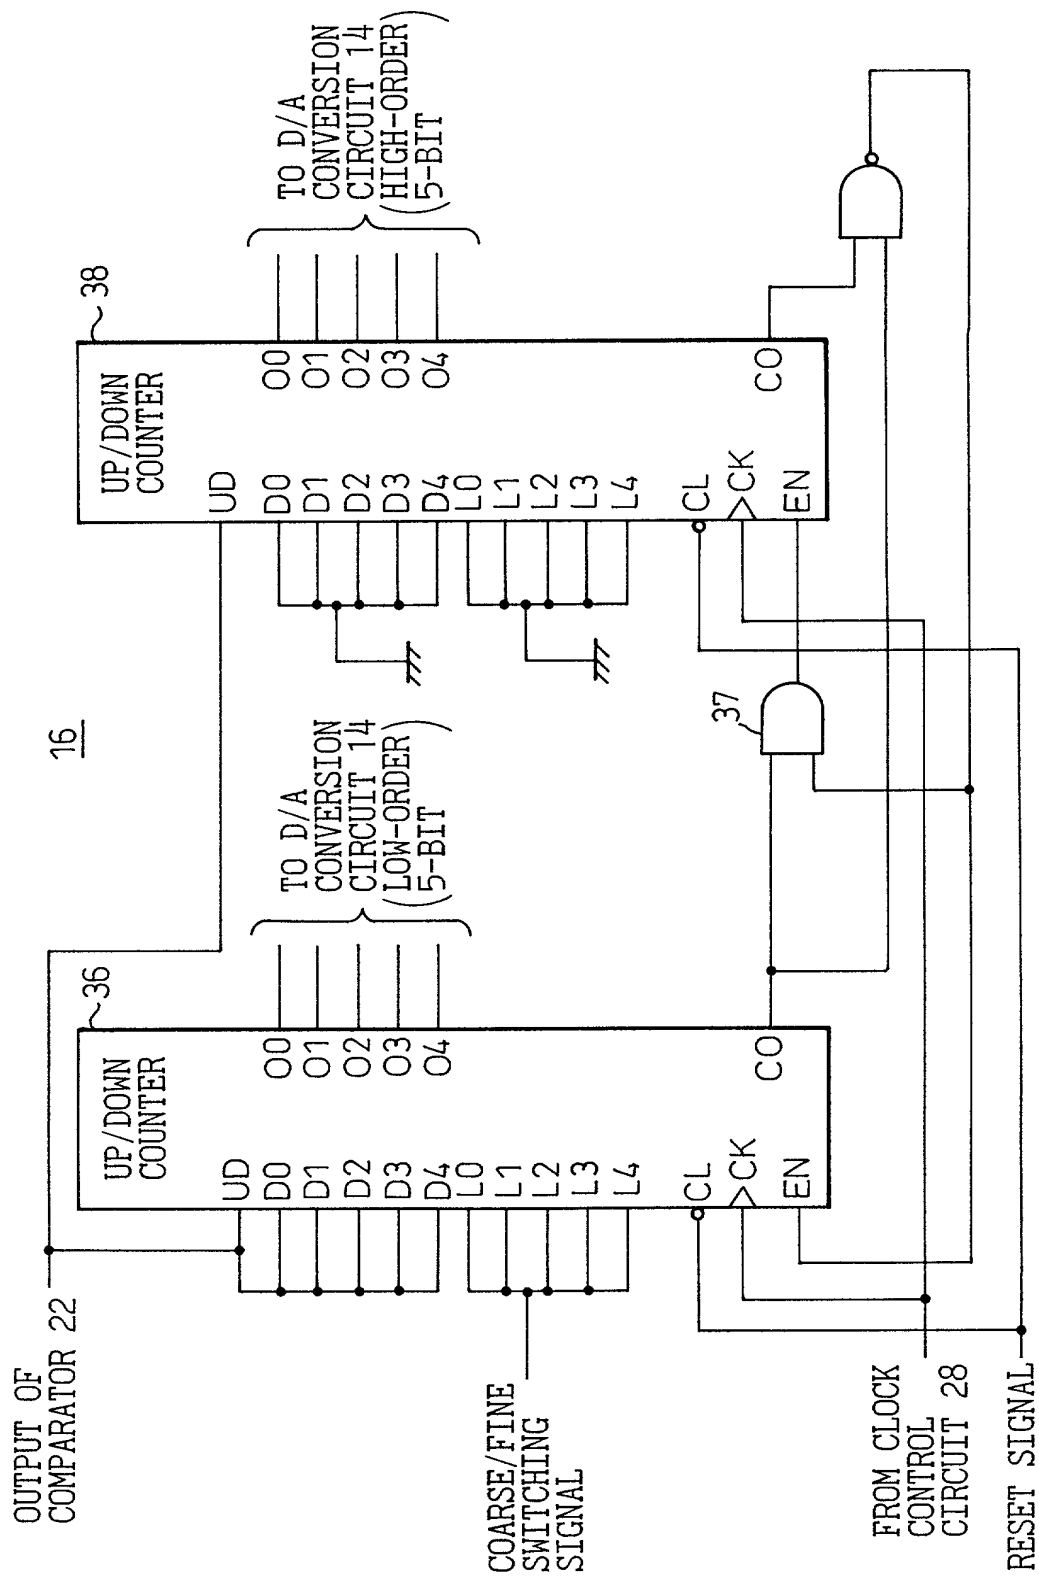 16
OUTPUT OF
COMPARATOR 22
COARSE/FINE
SWITCHING
SIGNAL
FROM CLOCK
CONTROL
CIRCUIT 28
RESET SIGNAL
36
UP/DOWN
COUNTER
UD
D0
D1
D2
D3
D4
L0
L1
L2
L3
L4
CL
CK
EN
O0
O1
O2
O3
O4
CO
TO D/A
CONVERSION
CIRCUIT 14
(LOW-ORDER
5-BIT)
37
38
UP/DOWN
COUNTER
UD
D0
D1
D2
D3
D4
L0
L1
L2
L3
L4
CL
CK
EN
O0
O1
O2
O3
O4
CO
TO D/A
CONVERSION
CIRCUIT 14
(HIGH-ORDER
5-BIT)